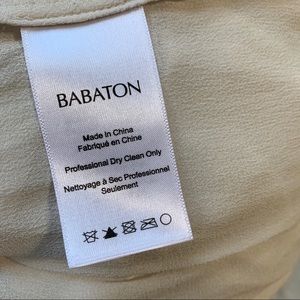 BABATON
Made In China
Fabriqué en Chine
Professional Dry Clean Only
Nettoyage à Sec Professionnel
Seulement